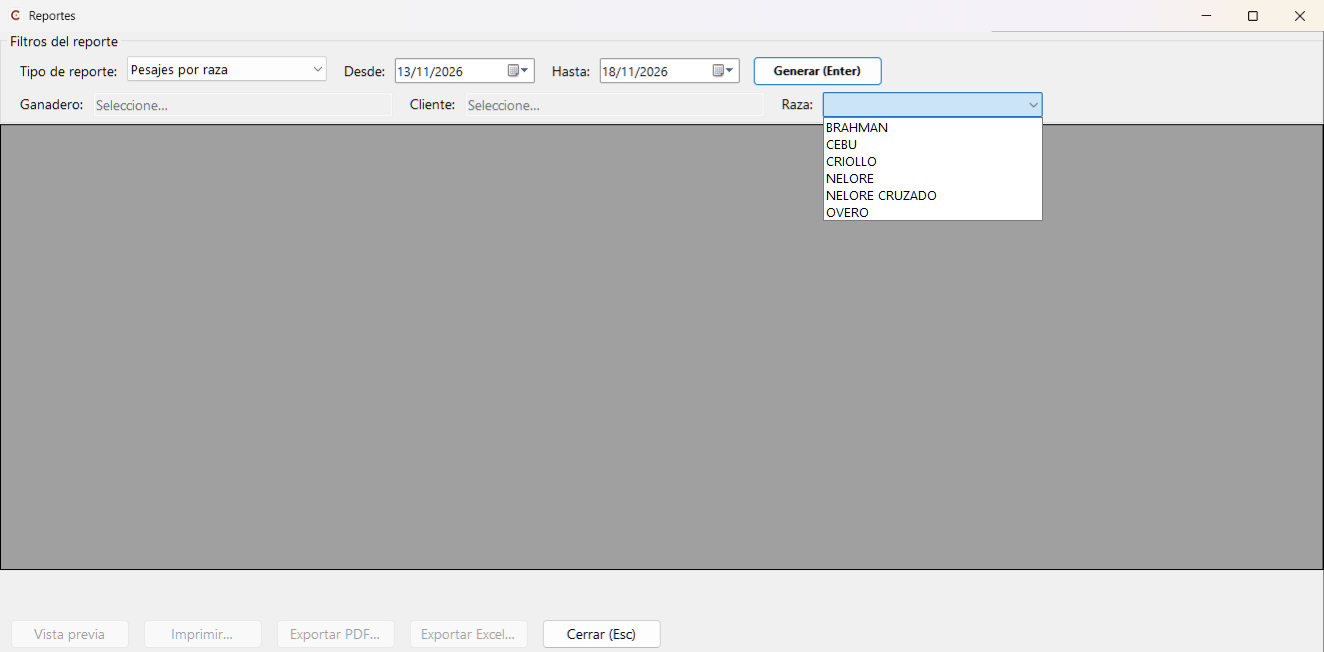 Reportes
Filtros del reporte
Tipo de reporte: Pesajes por raza Desde: 13/11/2026 Hasta: 18/11/2026 Generar (Enter)
Ganadero: Seleccione... Cliente: Seleccione... Raza:
BRAHMAN
CEBU
CRIOLLO
NELORE
NELORE CRUZADO
OVERO
Vista previa Imprimir... Exportar PDF... Exportar Excel... Cerrar (Esc)